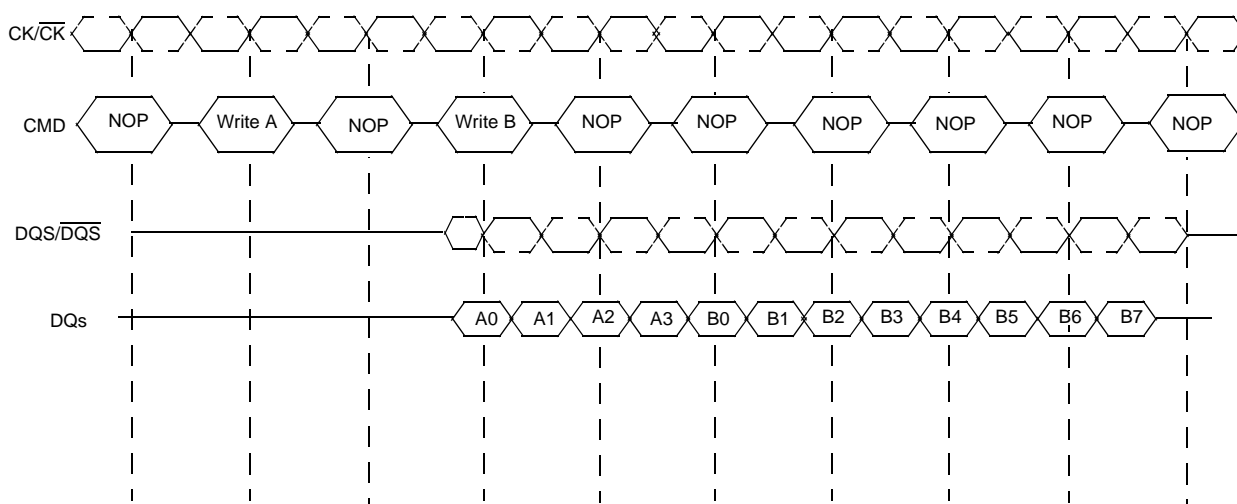 CK/CK
CMD NOP Write A NOP Write B NOP NOP NOP NOP NOP NOP
DQS/DQS
DQs A0 A1 A2 A3 B0 B1 B2 B3 B4 B5 B6 B7